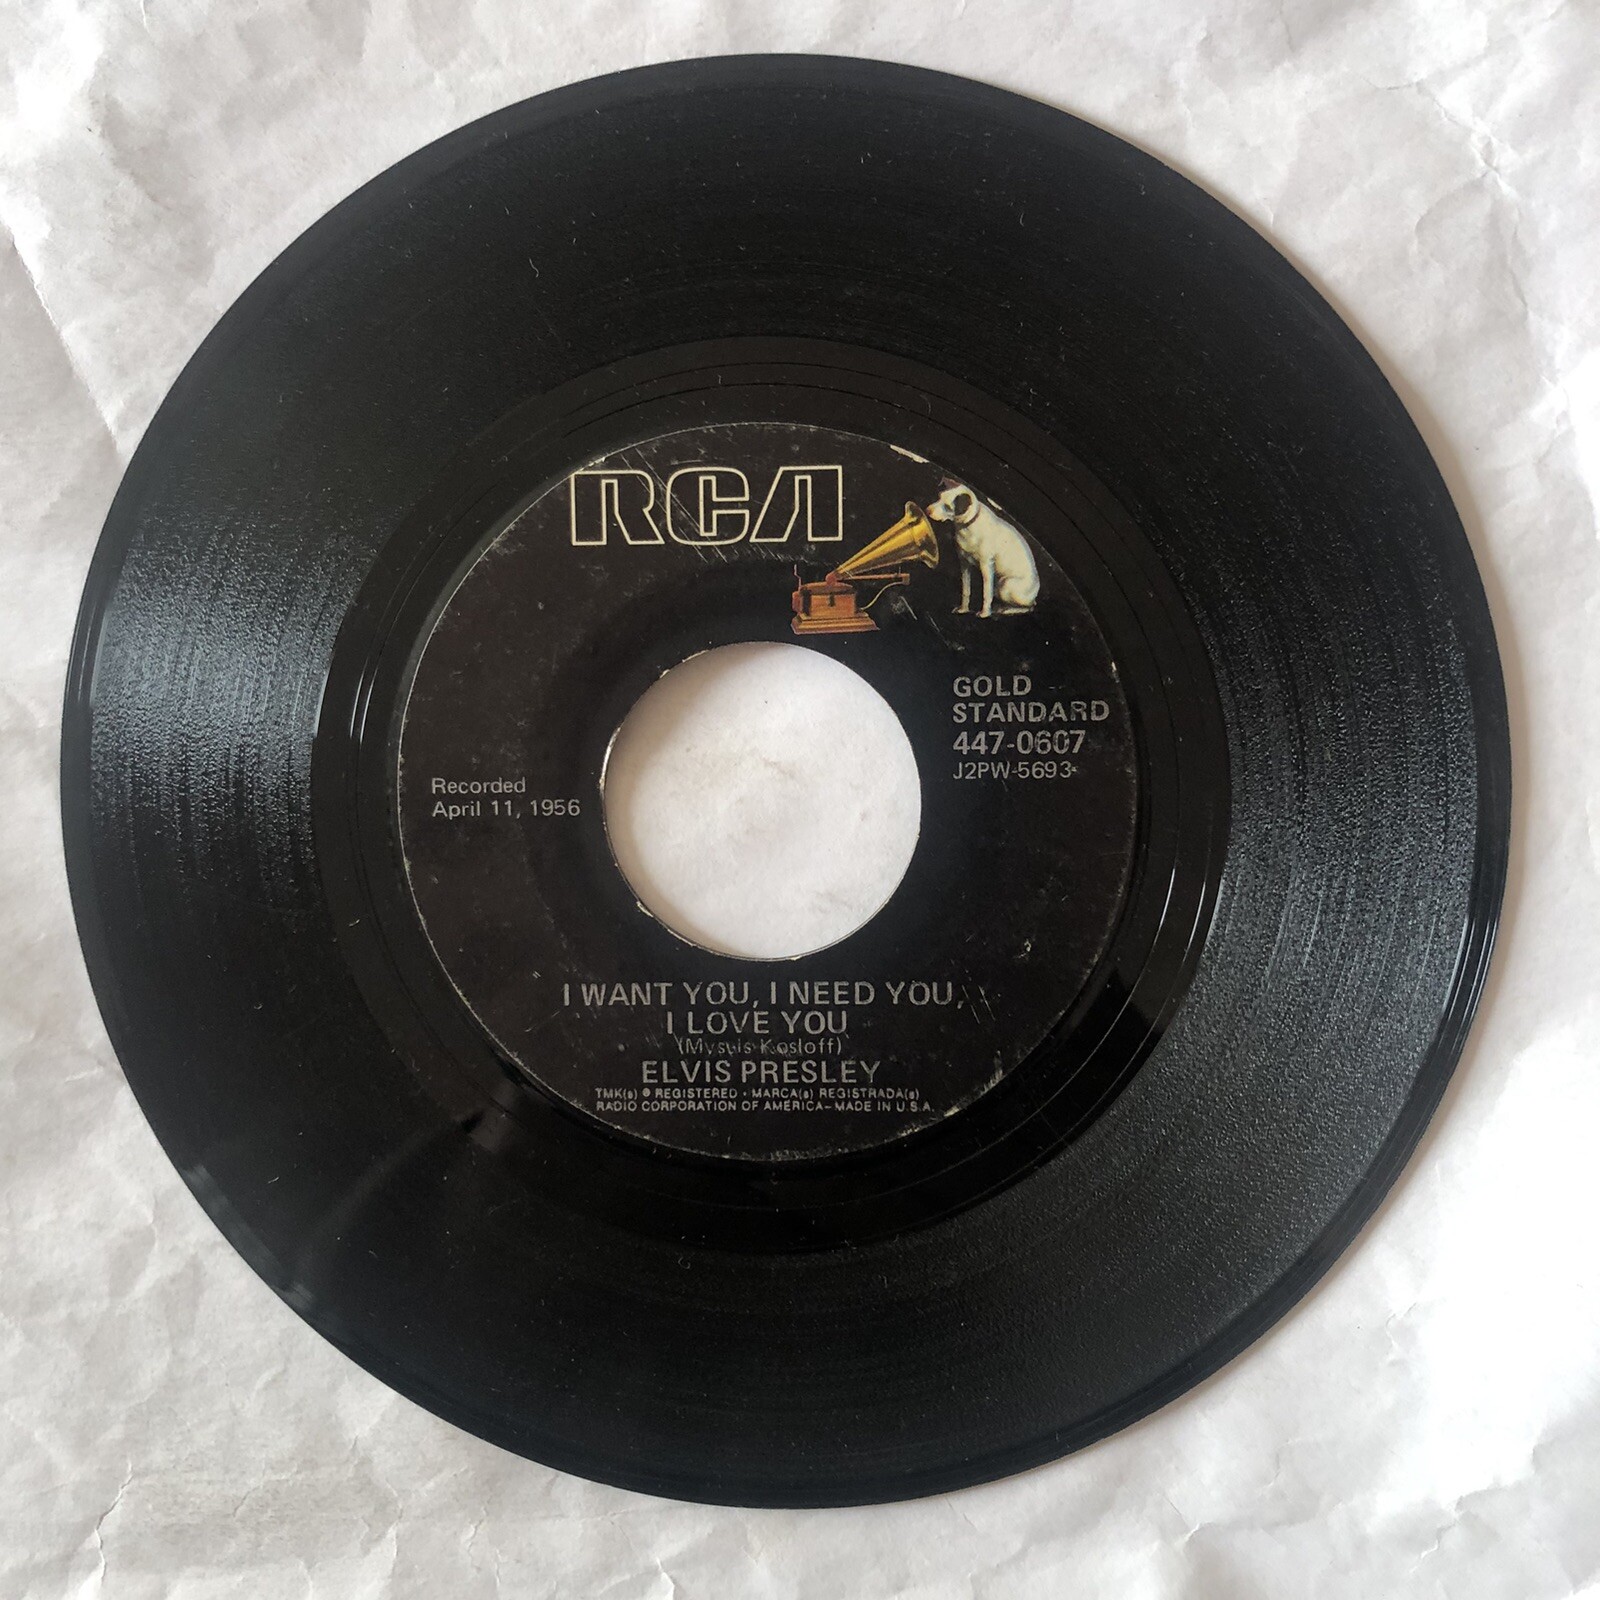 RCA
GOLD
STANDARD
447-0607
J2PW-5693
Recorded
April 11, 1956
I WANT YOU, I NEED YOU,
I LOVE YOU
Kosloff)
ELVIS PRESLEY
TMK(s) ® REGISTERED • MARCA(s) REGISTRADA(s)
RADIO CORPORATION OF AMERICA—MADE IN U.S.A.